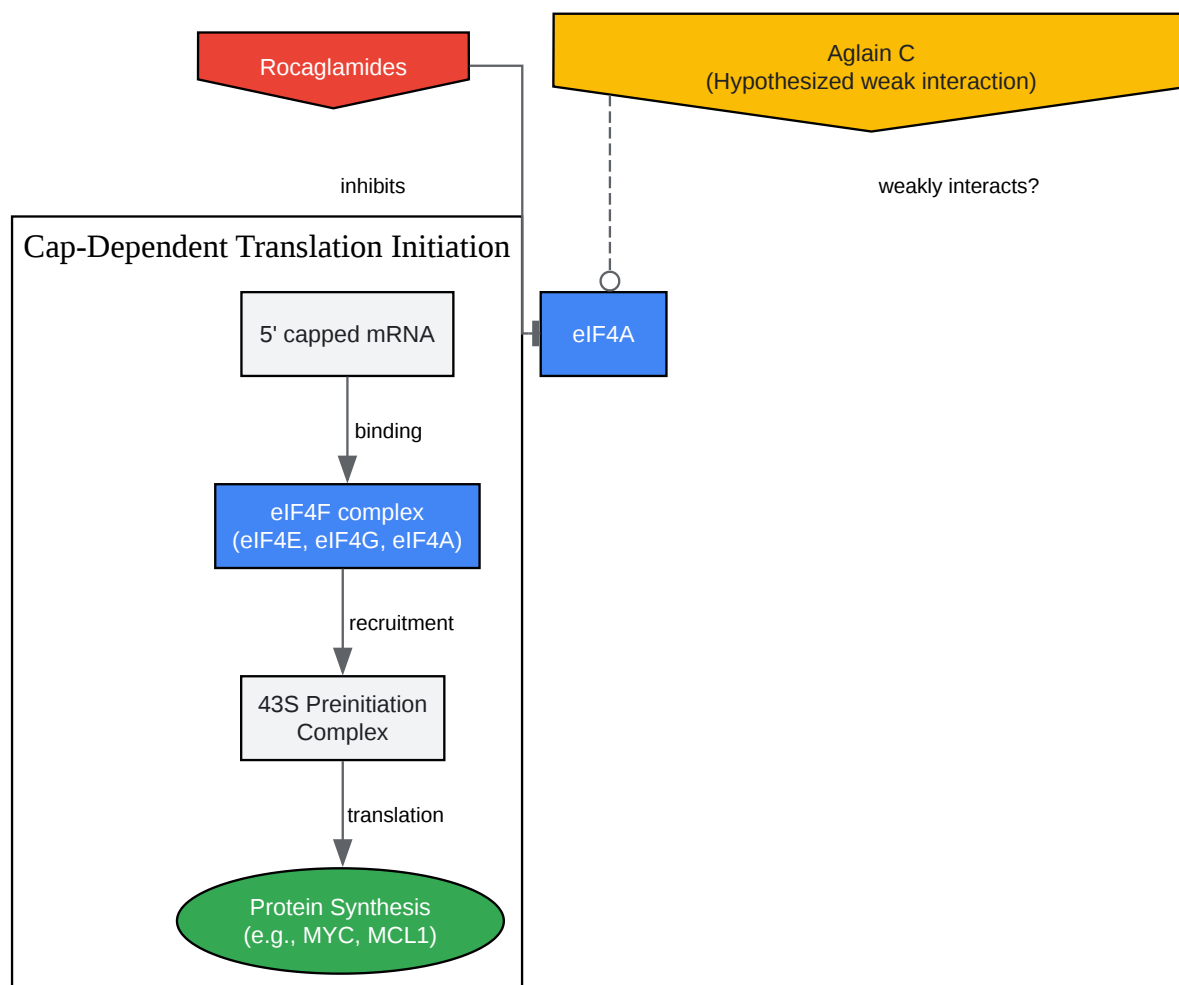 Rocaglamides
Aglain C
(Hypothesized weak interaction)
inhibits
weakly interacts?
Cap-Dependent Translation Initiation
5' capped mRNA
eIF4A
binding
eIF4F complex
(eIF4E, eIF4G, eIF4A)
recruitment
43S Preinitiation
Complex
translation
Protein Synthesis
(e.g., MYC, MCL1)